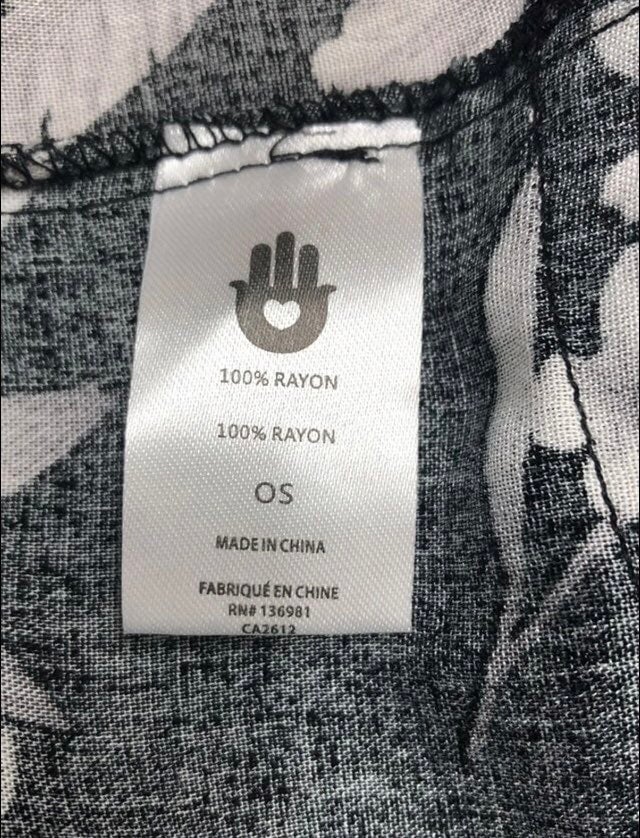 100% RAYON
100% RAYON
OS
MADE IN CHINA
FABRIQUÉ EN CHINE
RN# 136981
CA2612